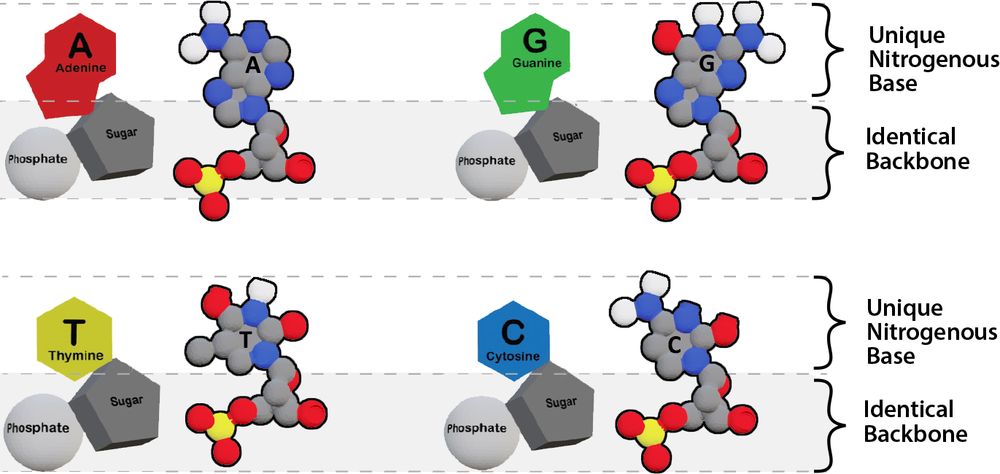 A
Adenine
Phosphate
Sugar
A
G
Guanine
Phosphate
Sugar
G
Unique
Nitrogenous
Base
Identical
Backbone
T
Thymine
Phosphate
Sugar
T
C
Cytosine
Phosphate
Sugar
C
Unique
Nitrogenous
Base
Identical
Backbone